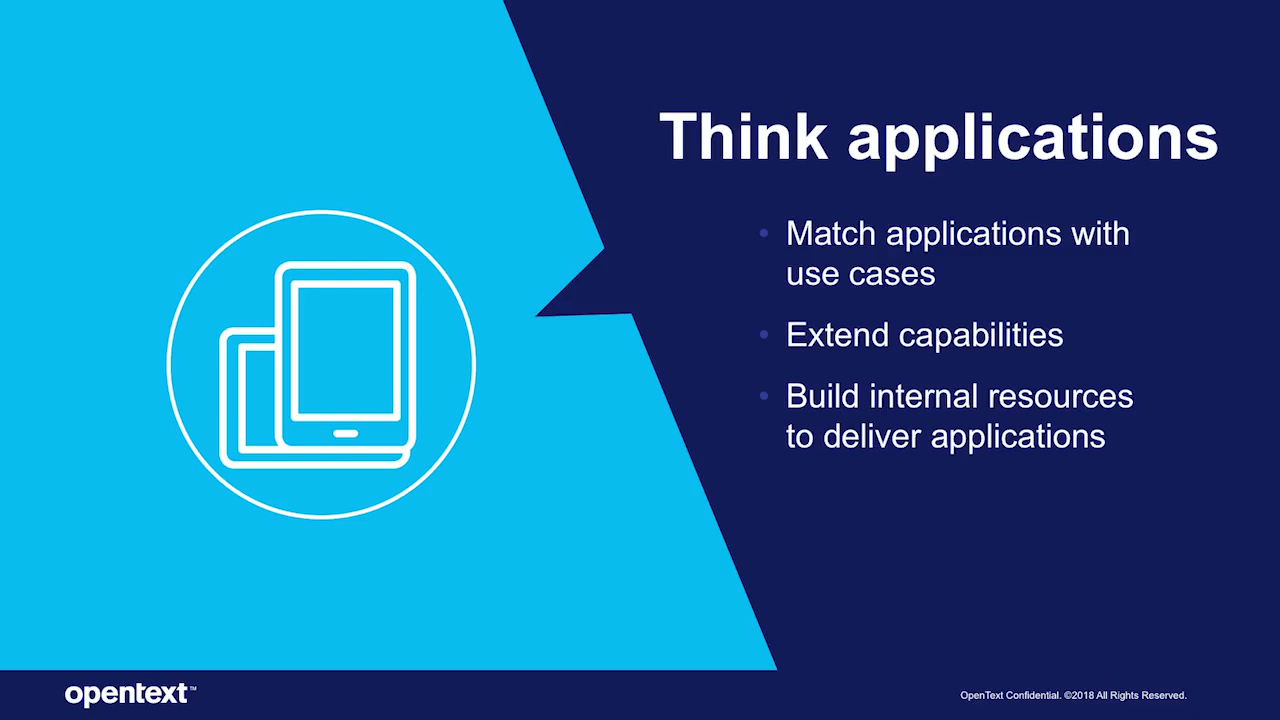 Think applications
• Match applications with
use cases
• Extend capabilities
• Build internal resources
to deliver applications
opentext™
OpenText Confidential. ©2018 All Rights Reserved.